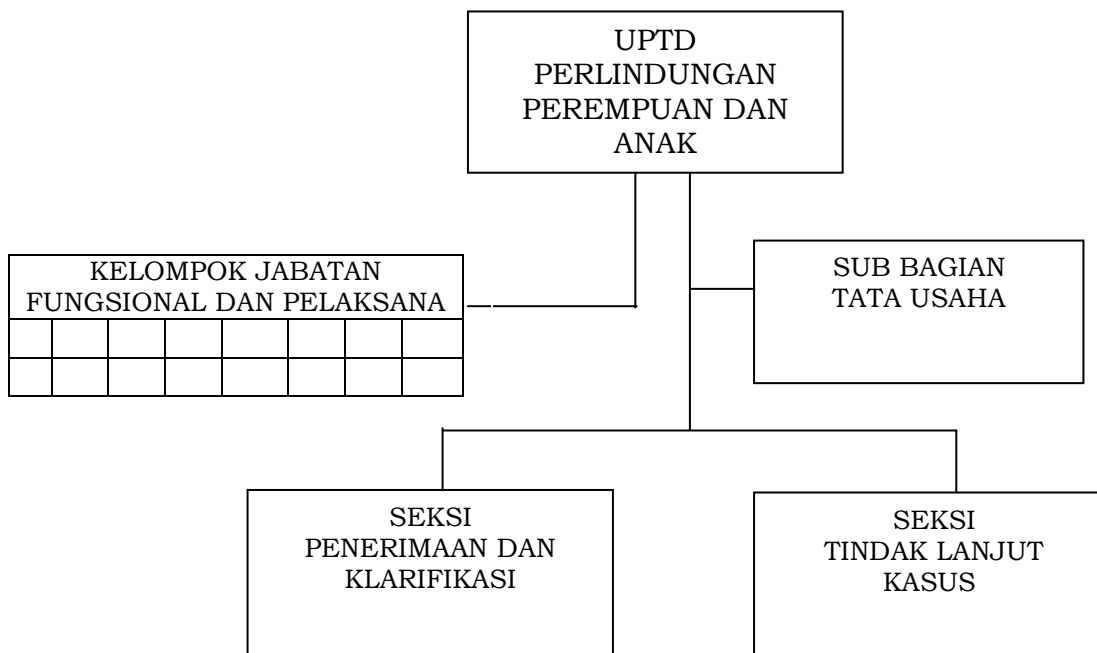 UPTD
PERLINDUNGAN
PEREMPUAN DAN
ANAK
KELOMPOK JABATAN
FUNGSIONAL DAN PELAKSANA
SUB BAGIAN
TATA USAHA
SEKSI
PENERIMAAN DAN
KLARIFIKASI
SEKSI
TINDAK LANJUT
KASUS